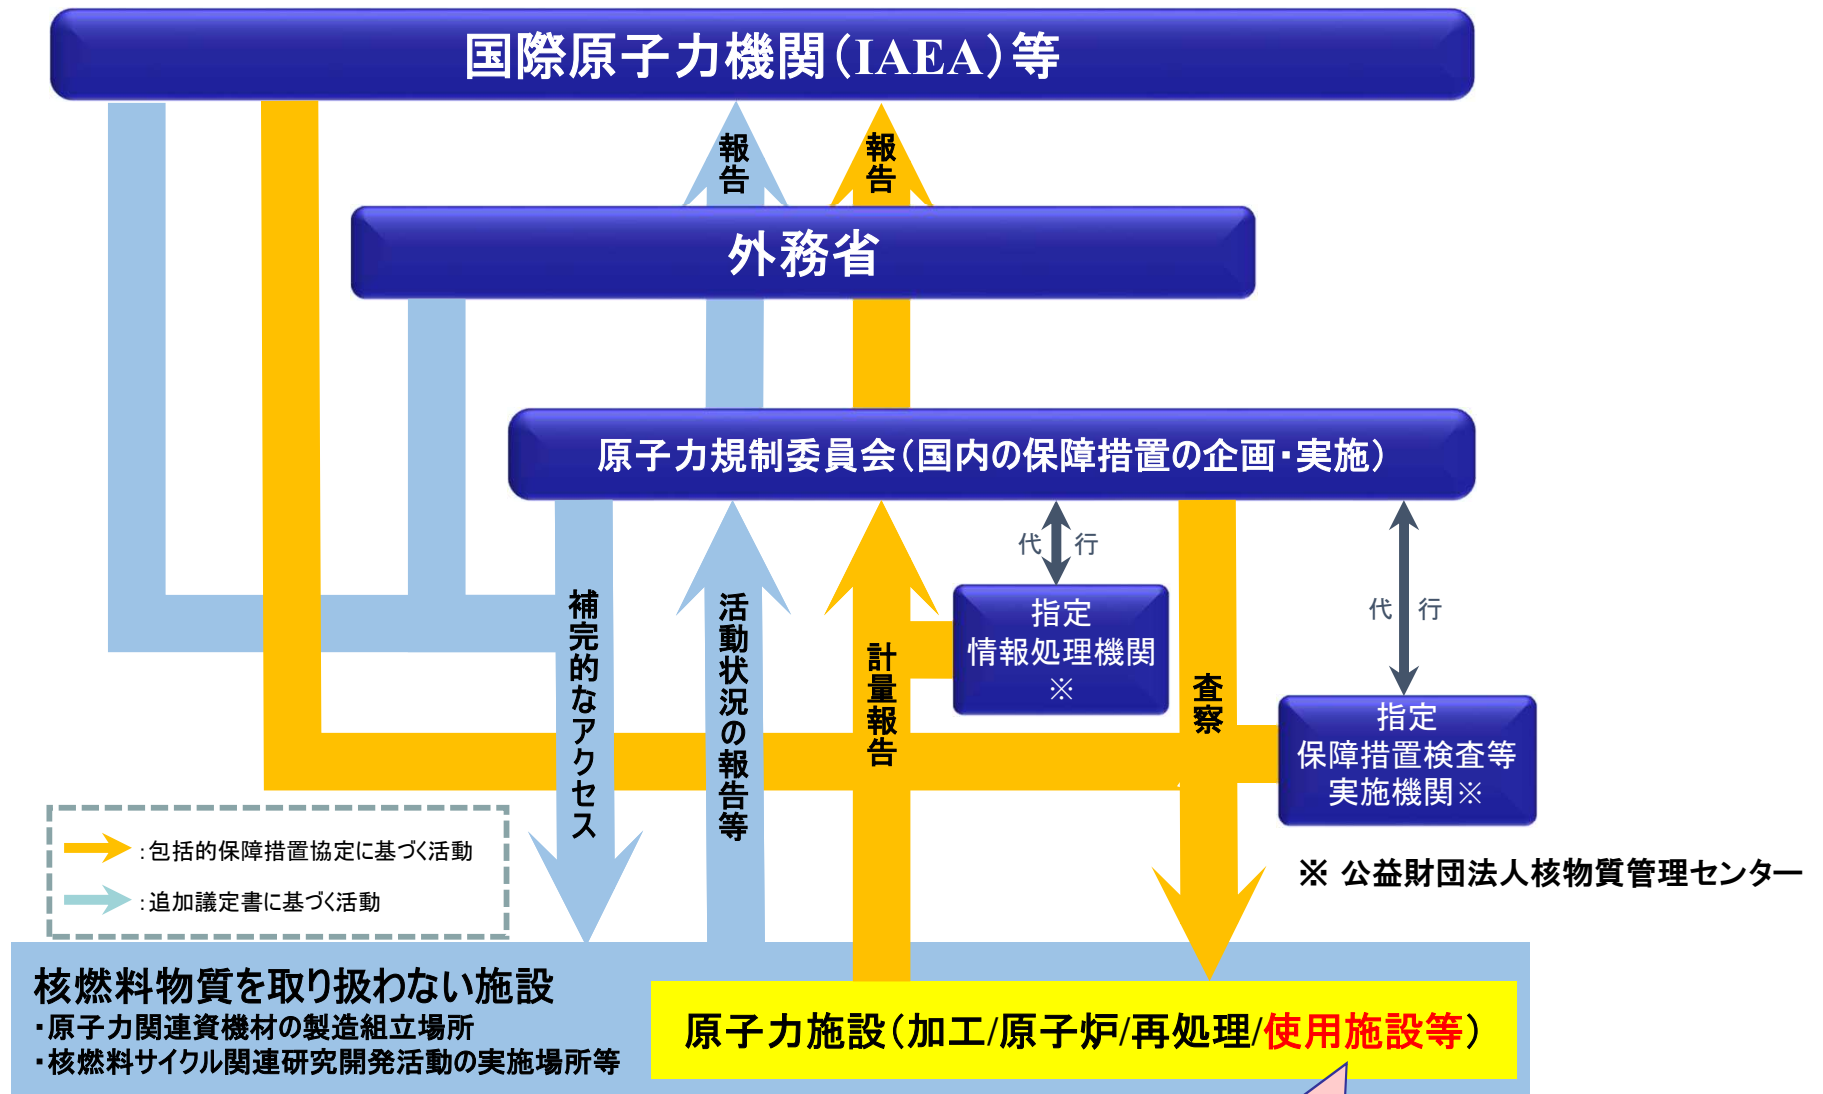 国際原子力機関（IAEA）等
報告
報告
外務省
原子力規制委員会（国内の保障措置の企画・実施）
代 行
代 行
指定
情報処理機関
※
補完的なアクセス
活動状況の報告等
計量報告
査察
指定
保障措置検査等
実施機関※
：包括的保障措置協定に基づく活動
：追加議定書に基づく活動
※ 公益財団法人核物質管理センター
核燃料物質を取り扱わない施設
・原子力関連資機材の製造組立場所
・核燃料サイクル関連研究開発活動の実施場所等
原子力施設（加工/原子炉/再処理/使用施設等）